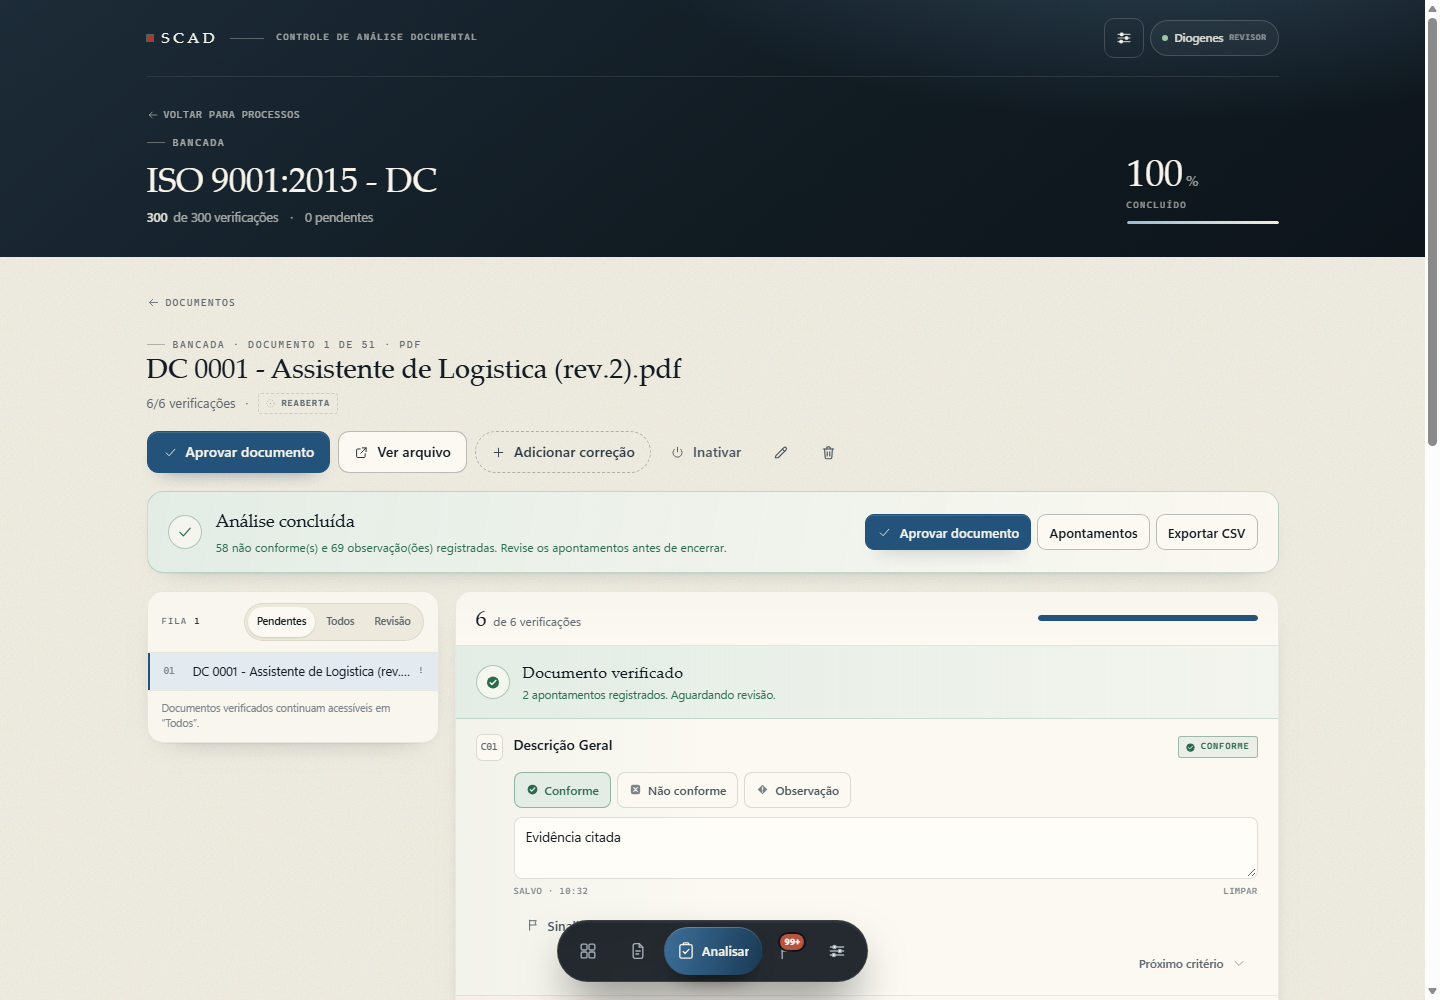 SCAD
CONTROLE DE ANÁLISE DOCUMENTAL
Diogenes REVISOR
← VOLTAR PARA PROCESSOS
BANCADA
ISO 9001:2015 - DC
300 de 300 verificações · 0 pendentes
100 %
CONCLUÍDO
← DOCUMENTOS
BANCADA · DOCUMENTO 1 DE 51 · PDF
DC 0001 - Assistente de Logistica (rev.2).pdf
6/6 verificações · REABERTA
Aprovar documento
Ver arquivo
Adicionar correção
Inativar
Análise concluída
58 não conforme(s) e 69 observação(ões) registradas. Revise os apontamentos antes de encerrar.
Aprovar documento
Apontamentos
Exportar CSV
FILA 1
Pendentes
Todos
Revisão
01 DC 0001 - Assistente de Logistica (rev.... !
Documentos verificados continuam acessíveis em
"Todos".
6 de 6 verificações
Documento verificado
2 apontamentos registrados. Aguardando revisão.
C01 Descrição Geral
CONFORME
Conforme
Não conforme
Observação
Evidência citada
SALVO · 10:32
LIMPAR
Analisar
99+
Próximo critério